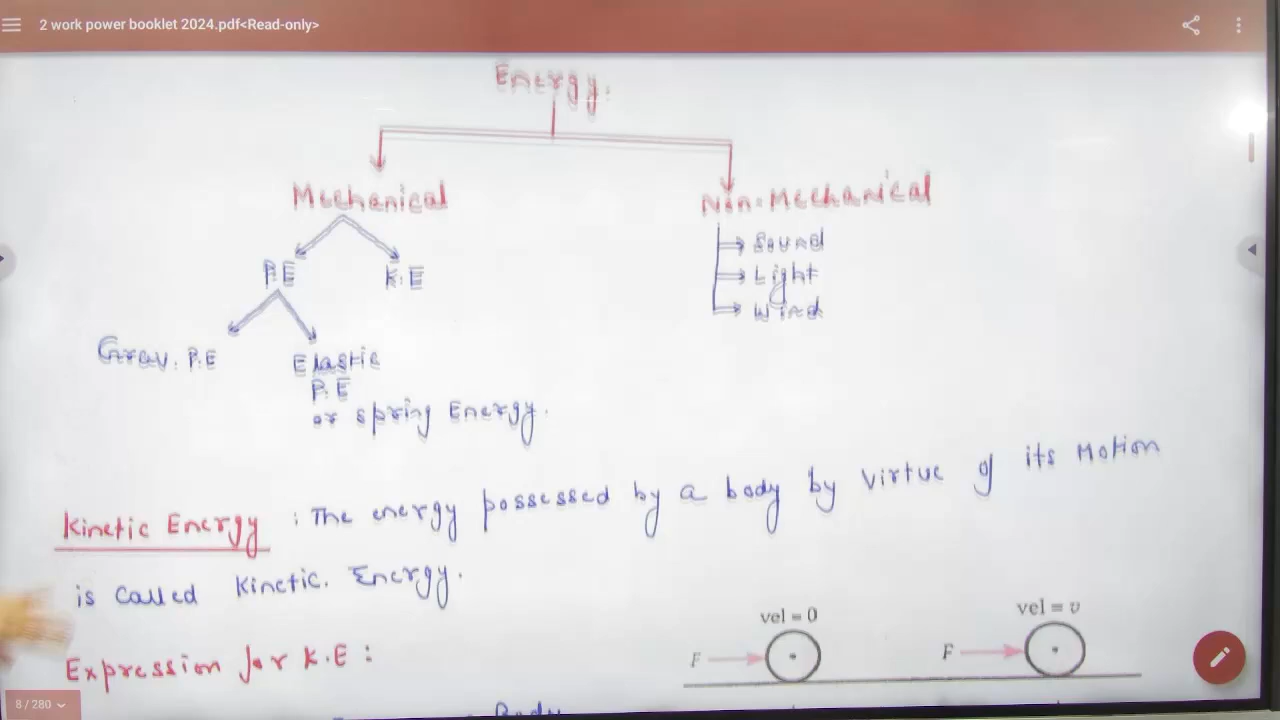 2 work power booklet 2024.pdf<Read-only>
Energy.
Mechanical
Non-Mechanical
P.E
K.E
Sound
Light
Wind
Grav. P.E
Elastic
P.E
or spring Energy.
Kinetic Energy : The energy possessed by a body by virtue of its Motion
is called Kinetic. Energy.
vel = 0
vel = v
F
F
Expression for K.E :
8 / 280
Body